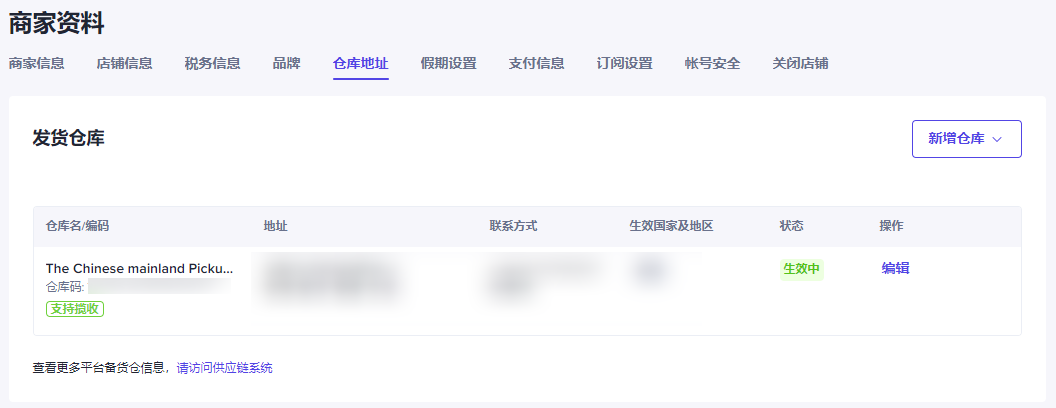 商家资料
商家信息 店铺信息 税务信息 品牌 仓库地址 假期设置 支付信息 订阅设置 帐号安全 关闭店铺
发货仓库
新增仓库
仓库名/编码 地址 联系方式 生效国家及地区 状态 操作
The Chinese mainland Picku... 生效中 编辑
仓库码:
支持揽收
查看更多平台备货仓信息，请访问供应链系统